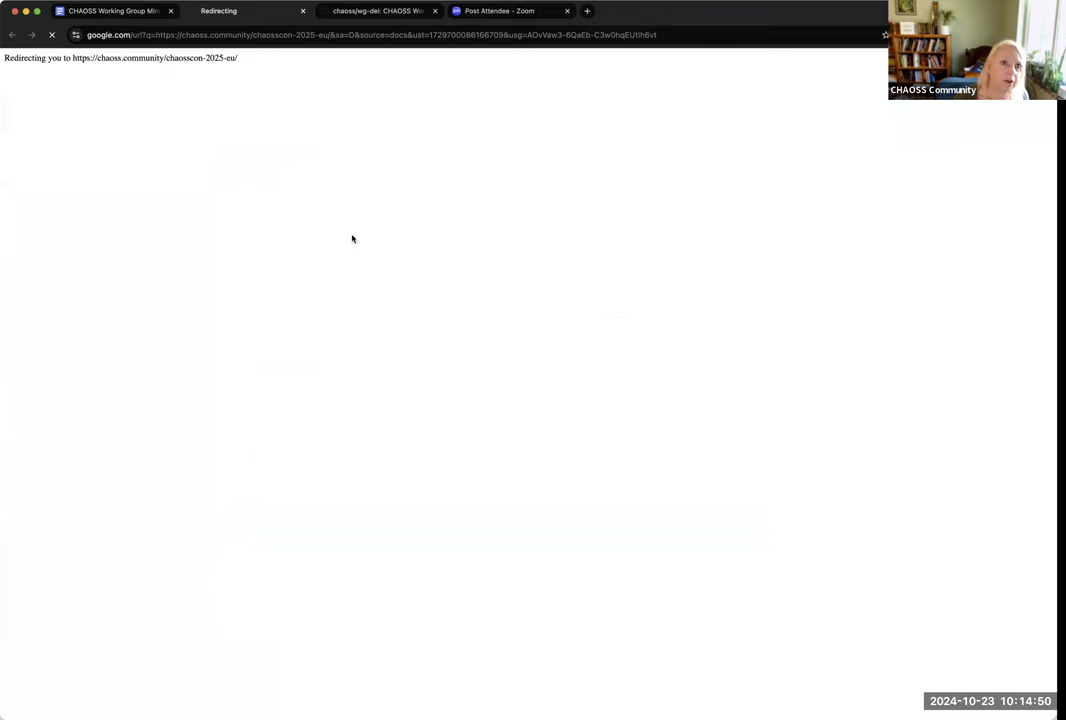 CHAOSS Working Group Min
Redirecting
chaoss/wg-dei: CHAOSS Wo
Post Attendee - Zoom
google.com/url?q=https://chaoss.community/chaosscon-2025-eu/&sa=D&source=docs&ust=1729700086166709&usg=AOvVaw3-6QaEb-C3w0hqEUtIh6vt
Redirecting you to https://chaoss.community/chaosscon-2025-eu/
CHAOSS Community
2024-10-23 10:14:50